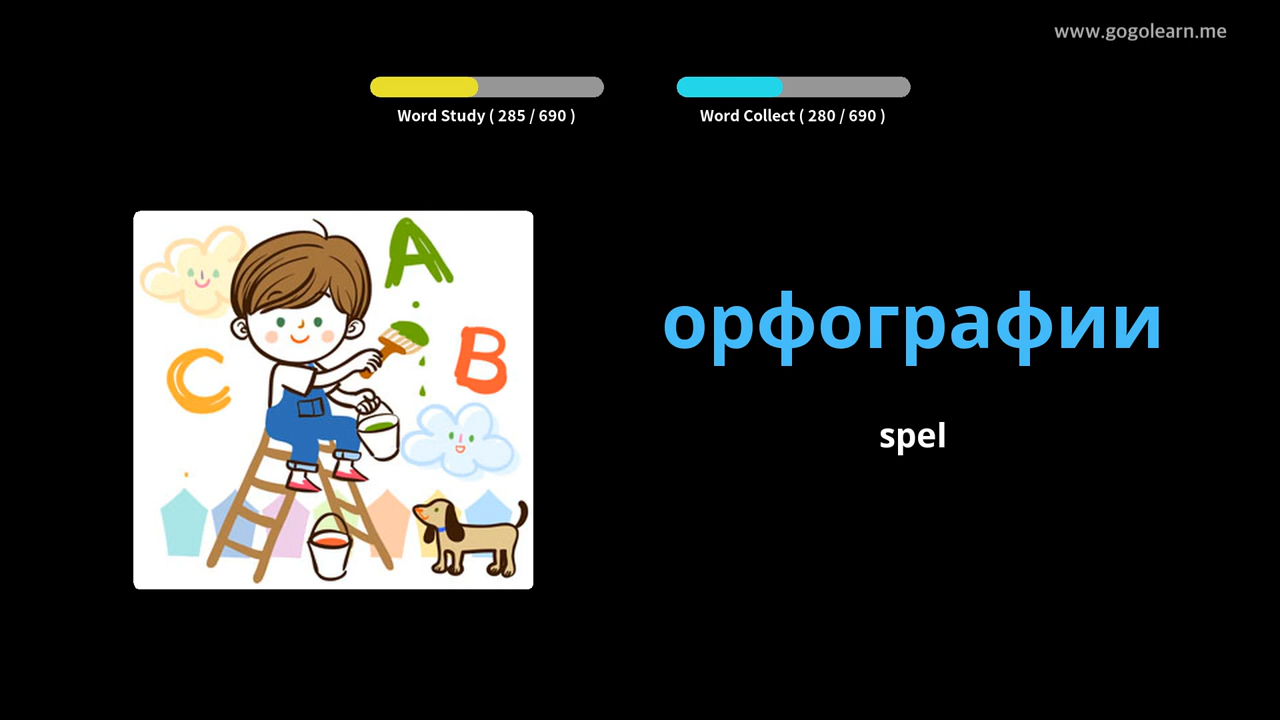 www.gogolearn.me
Word Study ( 285 / 690 )
Word Collect ( 280 / 690 )
A
B
C
орфографии
spel